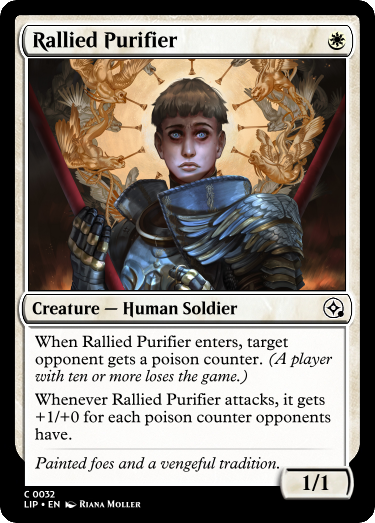 Rallied Purifier
Creature — Human Soldier
When Rallied Purifier enters, target
opponent gets a poison counter. (A player
with ten or more loses the game.)
Whenever Rallied Purifier attacks, it gets
+1/+0 for each poison counter opponents
have.
Painted foes and a vengeful tradition.
1/1
C 0032
LIP • EN Riana Moller